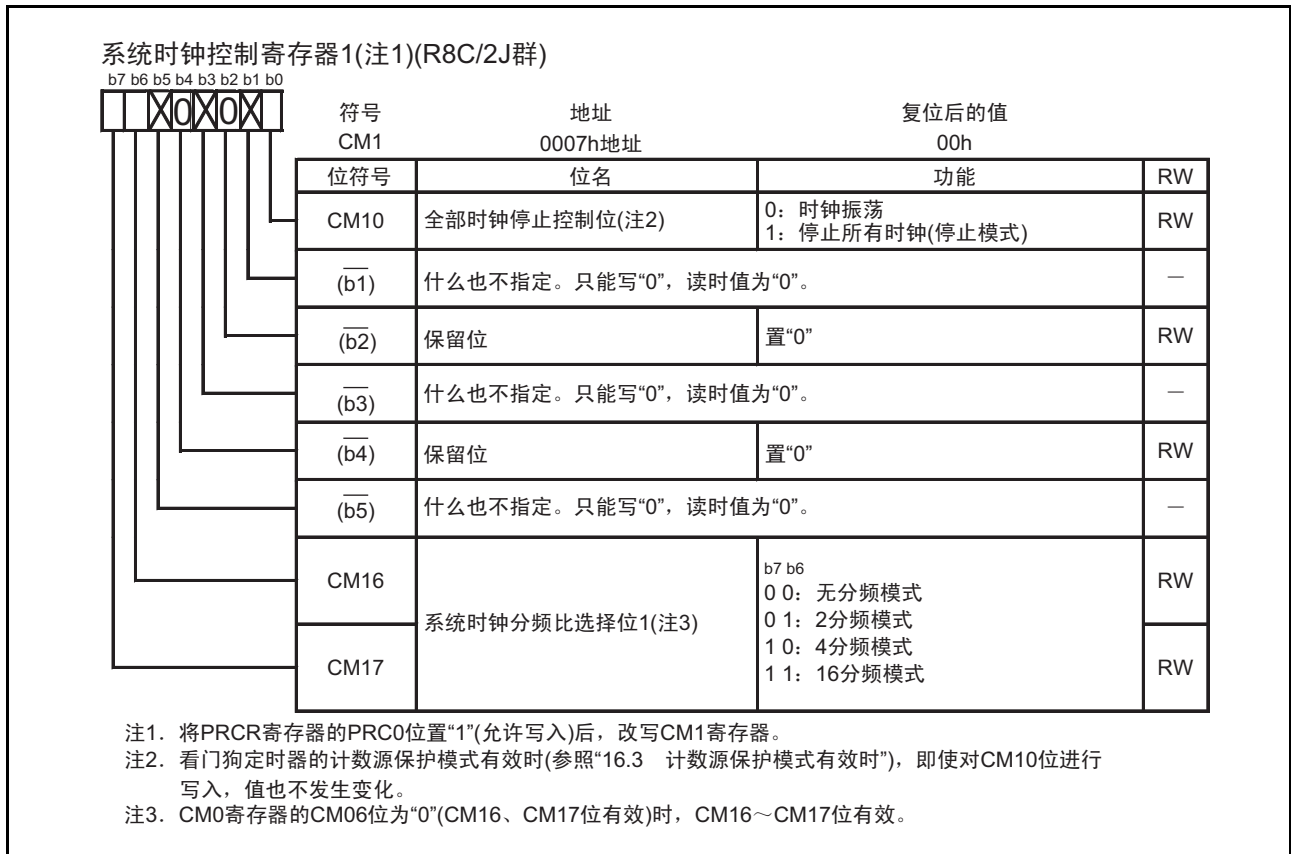 系统时钟控制寄存器1(注1)(R8C/2J群)
b7 b6 b5 b4 b3 b2 b1 b0
0 0
符号 地址 复位后的值
CM1 0007h地址 00h
位符号 位名 功能 RW
CM10 全部时钟停止控制位(注2) 0：时钟振荡 RW
1：停止所有时钟(停止模式)
(b1) 什么也不指定。只能写“0”，读时值为“0”。 —
(b2) 保留位 置“0” RW
(b3) 什么也不指定。只能写“0”，读时值为“0”。 —
(b4) 保留位 置“0” RW
(b5) 什么也不指定。只能写“0”，读时值为“0”。 —
CM16 系统时钟分频比选择位1(注3) b7 b6 RW
0 0：无分频模式
0 1：2分频模式
CM17 1 0：4分频模式 RW
1 1：16分频模式
注1．将PRCR寄存器的PRC0位置“1”(允许写入)后，改写CM1寄存器。
注2．看门狗定时器的计数源保护模式有效时(参照“16.3　计数源保护模式有效时”)，即使对CM10位进行
写入，值也不发生变化。
注3．CM0寄存器的CM06位为“0”(CM16、CM17位有效)时，CM16～CM17位有效。